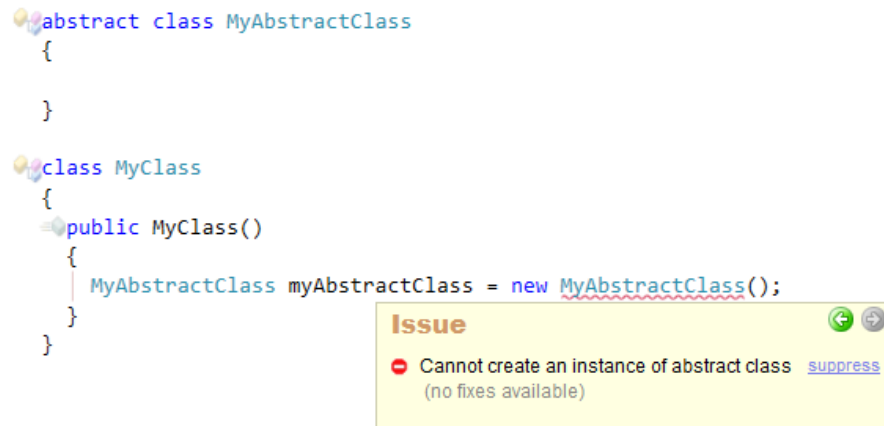 abstract class MyAbstractClass
{
}
class MyClass
{
public MyClass()
{
MyAbstractClass myAbstractClass = new MyAbstractClass();
}
}
Issue
Cannot create an instance of abstract class suppress
(no fixes available)